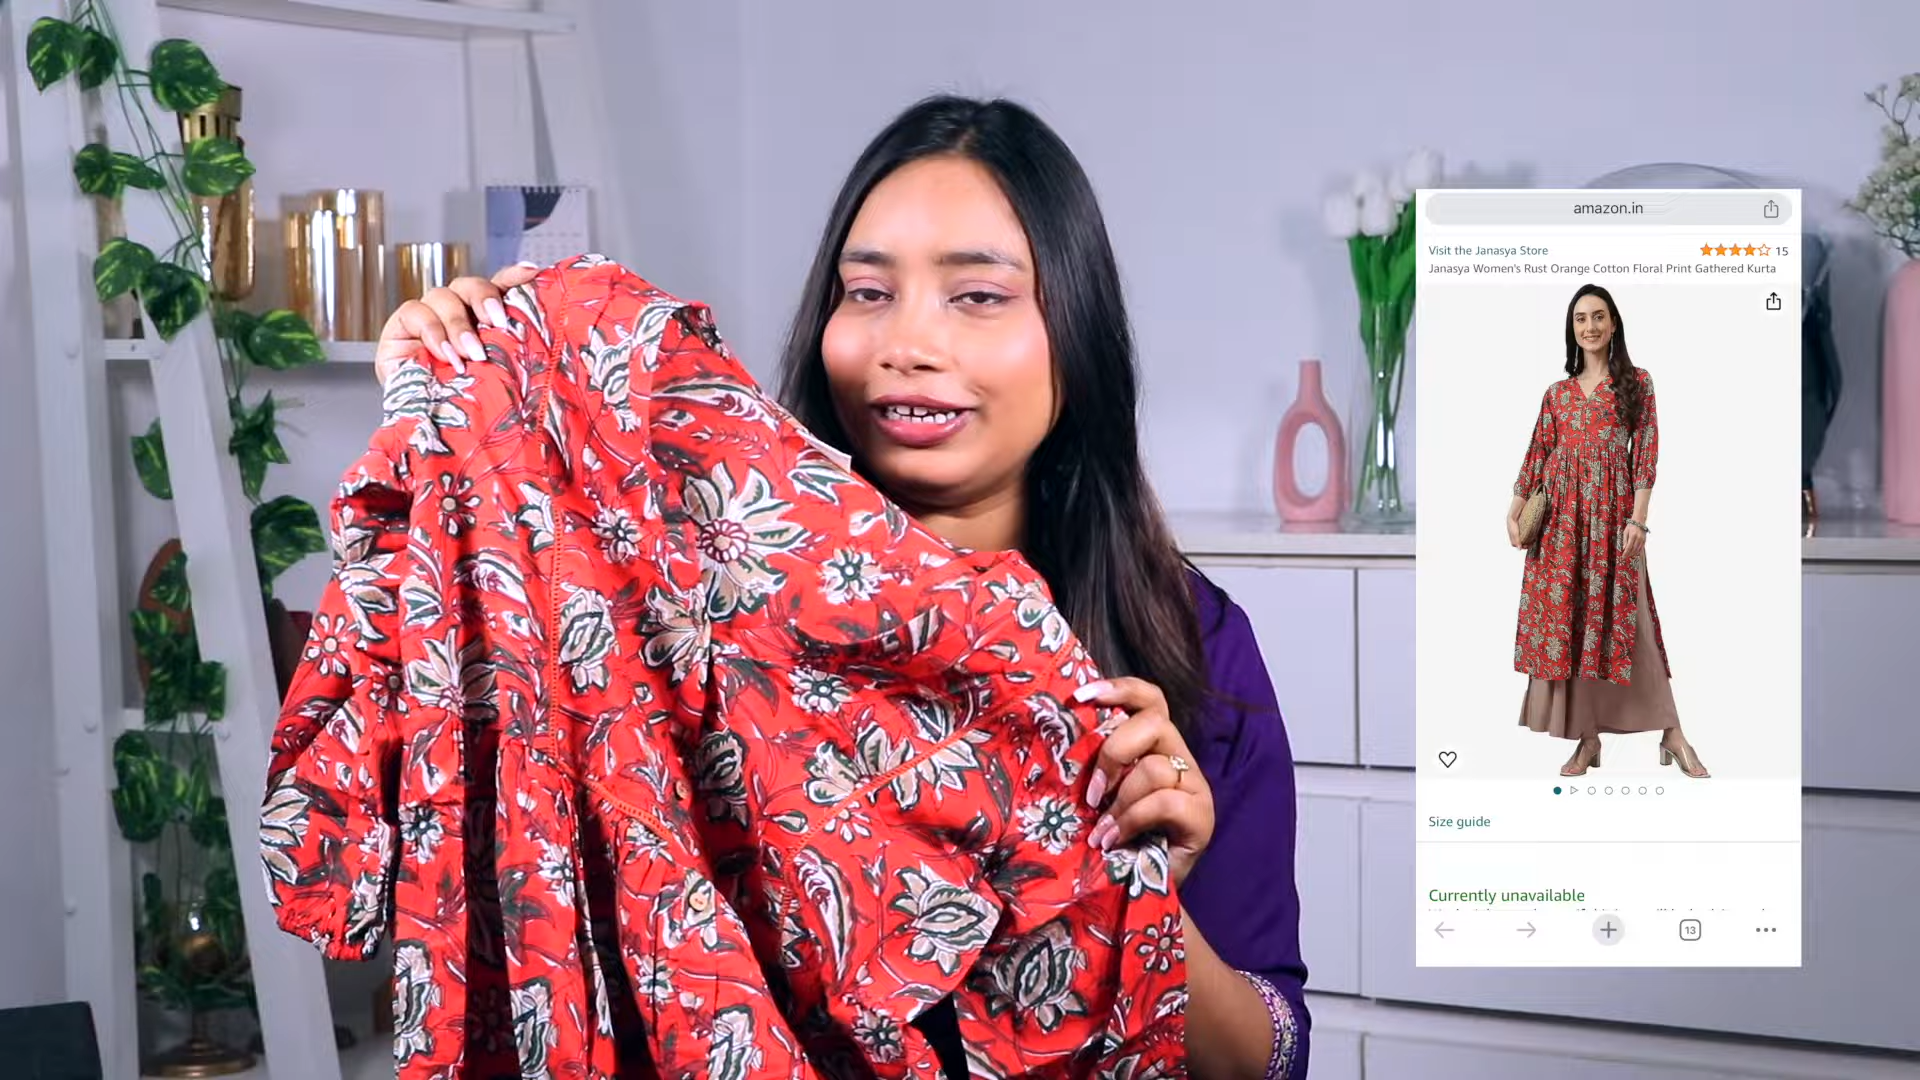 amazon.in
Visit the Janasya Store
15
Janasya Women's Rust Orange Cotton Floral Print Gathered Kurta
Size guide
Currently unavailable
13